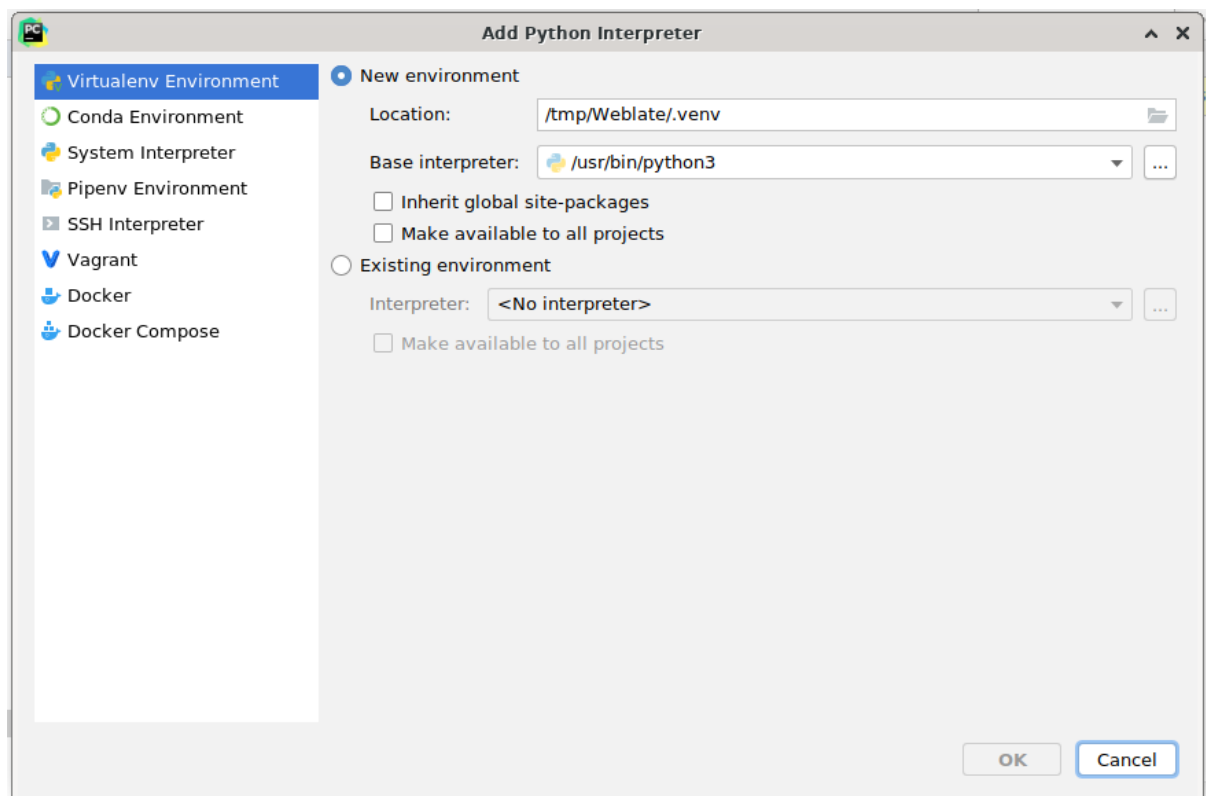 PC
Add Python Interpreter
Virtualenv Environment
Conda Environment
System Interpreter
Pipenv Environment
SSH Interpreter
Vagrant
Docker
Docker Compose
New environment
Location: /tmp/Weblate/.venv
Base interpreter: /usr/bin/python3 ...
Inherit global site-packages
Make available to all projects
Existing environment
Interpreter: <No interpreter> ...
Make available to all projects
OK Cancel